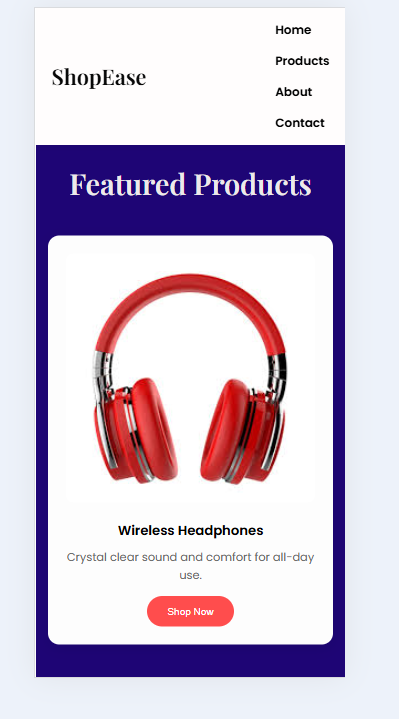 ShopEase
Home
Products
About
Contact
Featured Products
Wireless Headphones
Crystal clear sound and comfort for all-day
use.
Shop Now